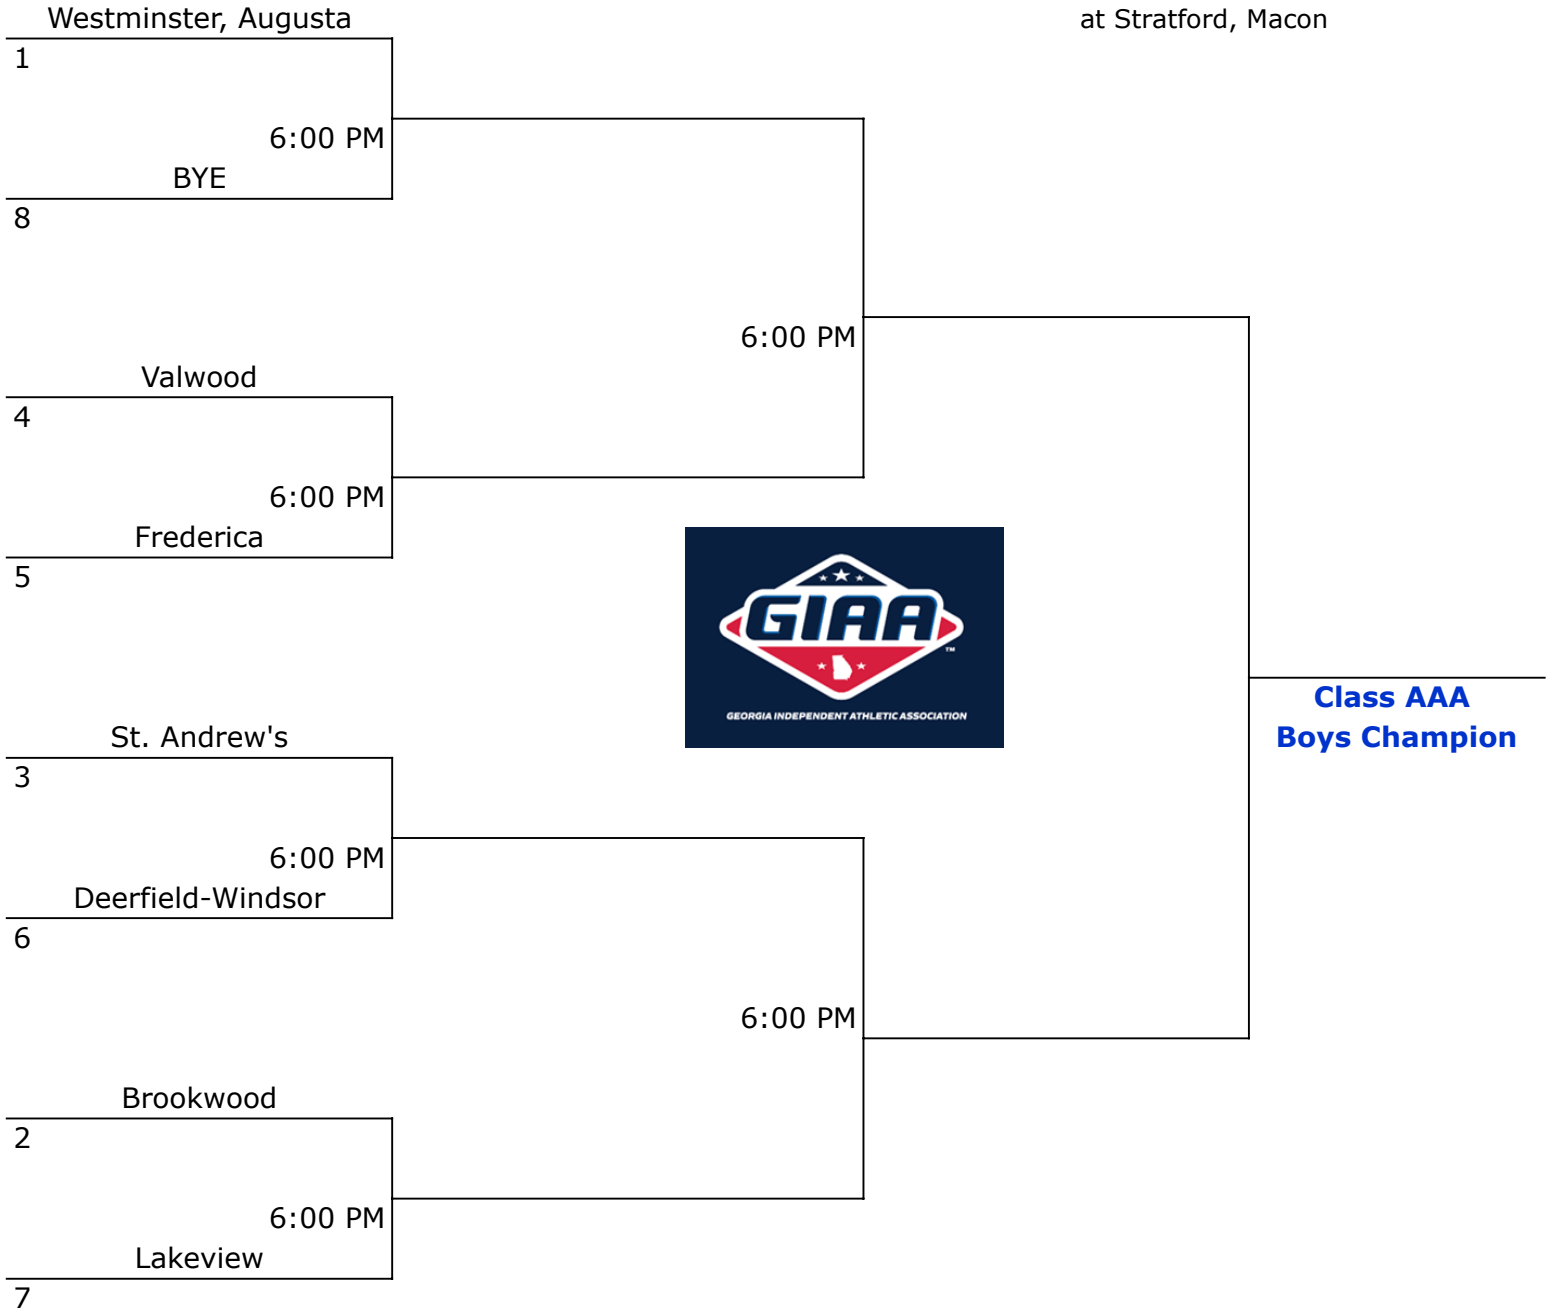 Westminster, Augusta
at Stratford, Macon
1
6:00 PM
BYE
8
6:00 PM
Valwood
4
6:00 PM
Frederica
5
GIAA
TM
GEORGIA INDEPENDENT ATHLETIC ASSOCIATION
Class AAA
Boys Champion
St. Andrew's
3
6:00 PM
Deerfield-Windsor
6
6:00 PM
Brookwood
2
6:00 PM
Lakeview
7